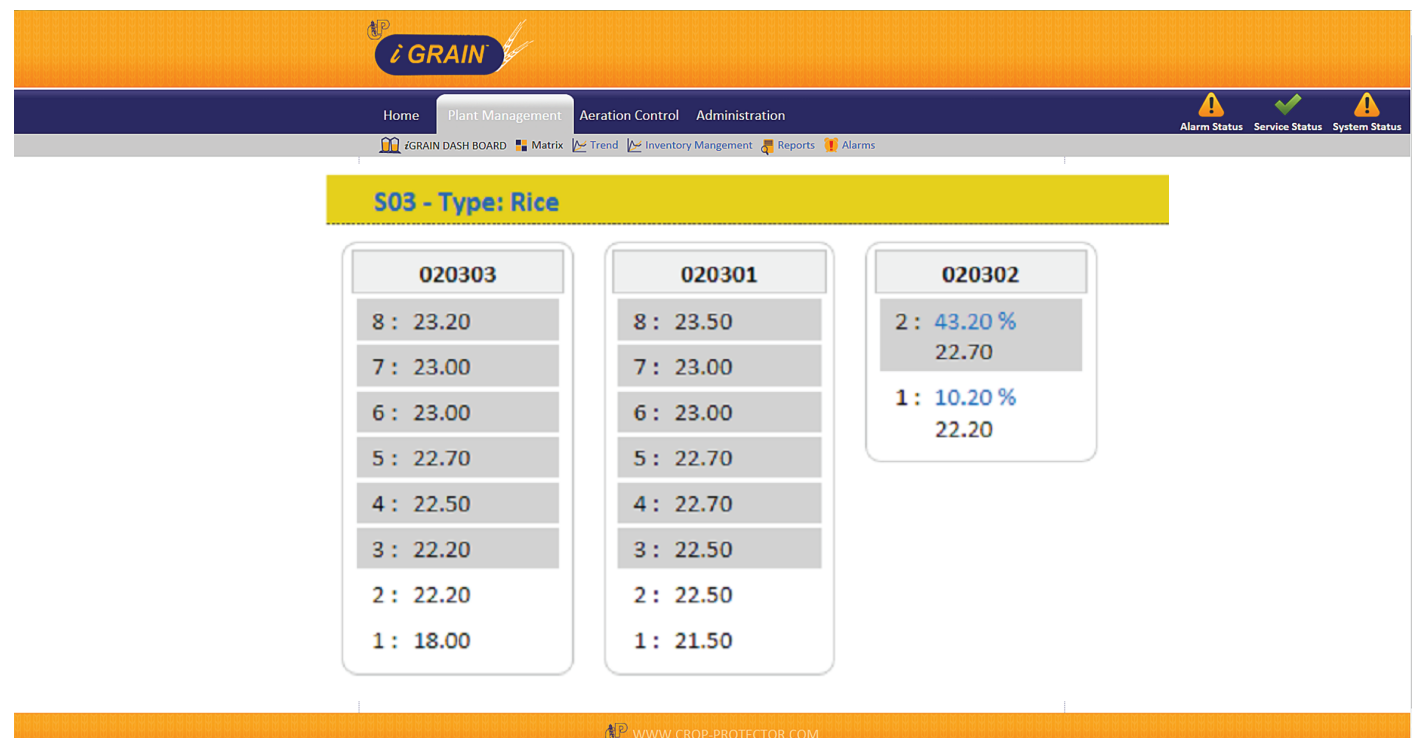 i GRAIN
Home Plant Management Aeration Control Administration
Alarm Status Service Status System Status
iGRAIN DASH BOARD Matrix Trend Inventory Mangement Reports Alarms
S03 - Type: Rice
020303
8 : 23.20
7 : 23.00
6 : 23.00
5 : 22.70
4 : 22.50
3 : 22.20
2 : 22.20
1 : 18.00
020301
8 : 23.50
7 : 23.00
6 : 23.00
5 : 22.70
4 : 22.70
3 : 22.50
2 : 22.50
1 : 21.50
020302
2 : 43.20 %
22.70
1 : 10.20 %
22.20
WWW.CROP-PROTECTOR.COM